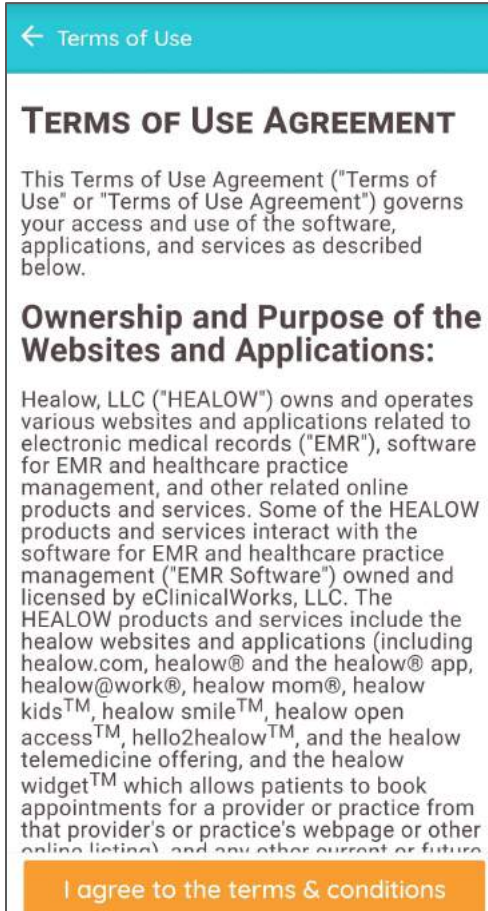 ← Terms of Use
TERMS OF USE AGREEMENT
This Terms of Use Agreement ("Terms of
Use" or "Terms of Use Agreement") governs
your access and use of the software,
applications, and services as described
below.
Ownership and Purpose of the
Websites and Applications:
Healow, LLC ("HEALOW") owns and operates
various websites and applications related to
electronic medical records ("EMR"), software
for EMR and healthcare practice
management, and other related online
products and services. Some of the HEALOW
products and services interact with the
software for EMR and healthcare practice
management ("EMR Software") owned and
licensed by eClinicalWorks, LLC. The
HEALOW products and services include the
healow websites and applications (including
healow.com, healow® and the healow® app,
healow@work®, healow mom®, healow
kids™, healow smile™, healow open
access™, hello2healow™, and the healow
telemedicine offering, and the healow
widget™ which allows patients to book
appointments for a provider or practice from
that provider's or practice's webpage or other
online listing), and any other current or future
I agree to the terms & conditions